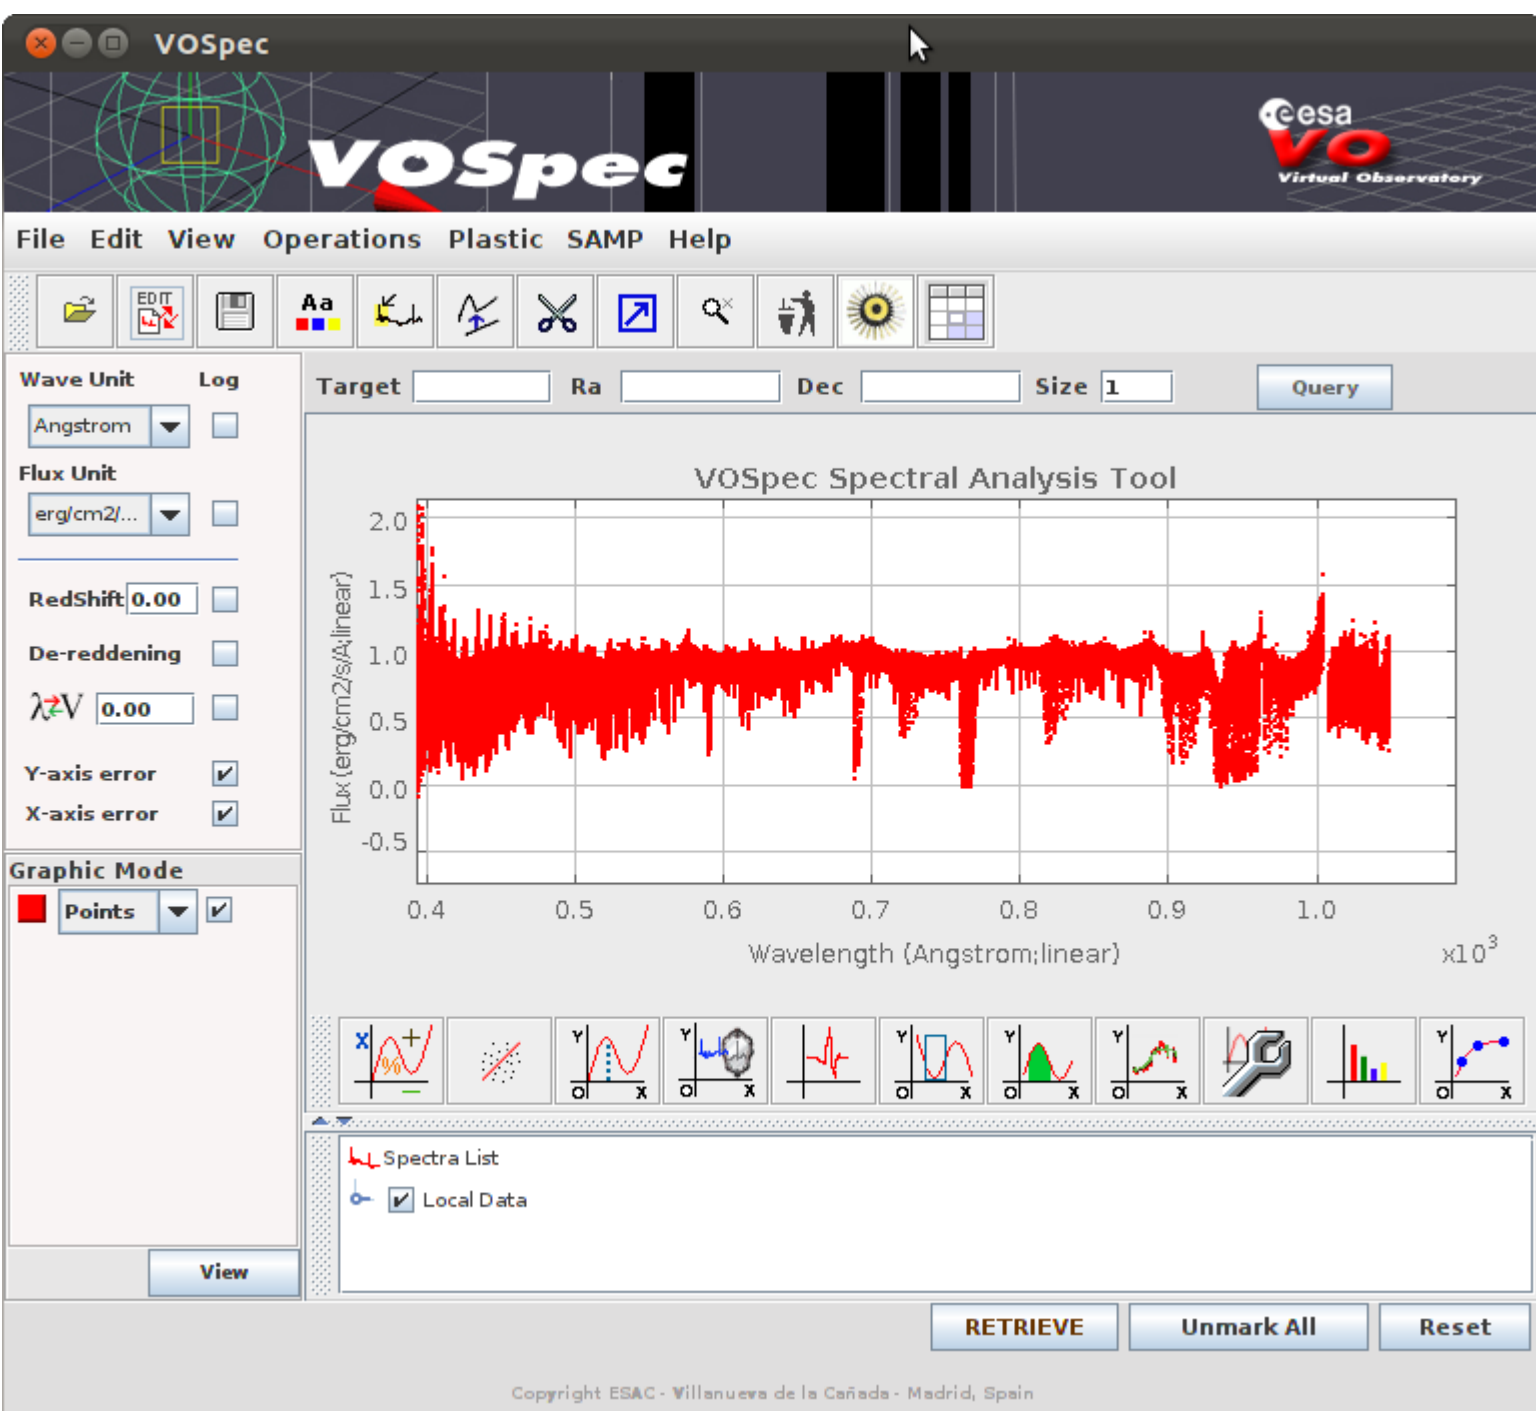 VOSpec
VOSpec
esa
VO
Virtual Observatory
File Edit View Operations Plastic SAMP Help
EDIT
Aa
Wave Unit Log
Target Ra Dec Size 1 Query
Angstrom
Flux Unit
erg/cm2/...
RedShift 0.00
De-reddening
λ⇄V 0.00
Y-axis error
X-axis error
Graphic Mode
Points
View
VOSpec Spectral Analysis Tool
2.0
1.5
1.0
0.5
0.0
-0.5
Flux (erg/cm2/s/A;linear)
0.4 0.5 0.6 0.7 0.8 0.9 1.0
Wavelength (Angstrom;linear)
x10³
X + % −
Y O X
Y O X
Y O X
Y O X
Y O X
Y O X
Spectra List
Local Data
RETRIEVE Unmark All Reset
Copyright ESAC - Villanueva de la Cañada - Madrid, Spain